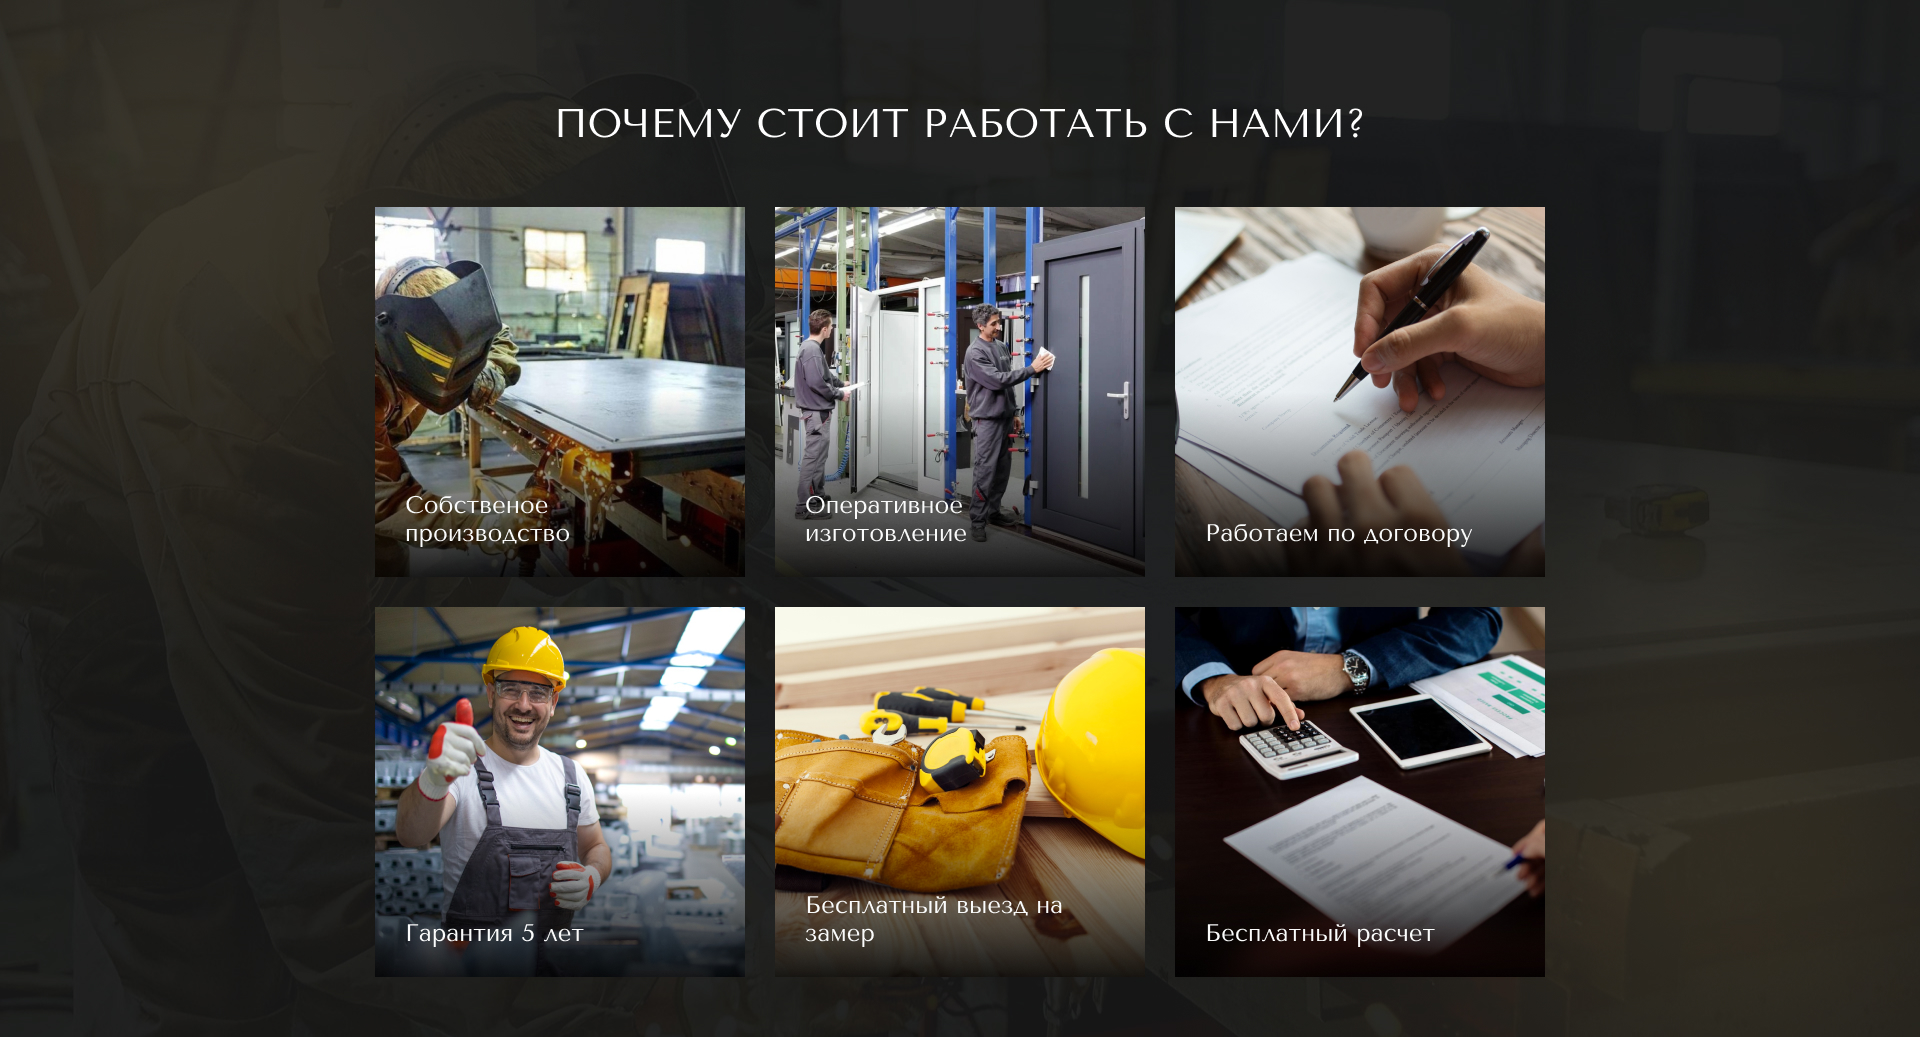 ПОЧЕМУ СТОИТ РАБОТАТЬ С НАМИ?
Собственое
производство
Оперативное
изготовление
Работаем по договору
Гарантия 5 лет
Бесплатный выезд на
замер
Бесплатный расчет